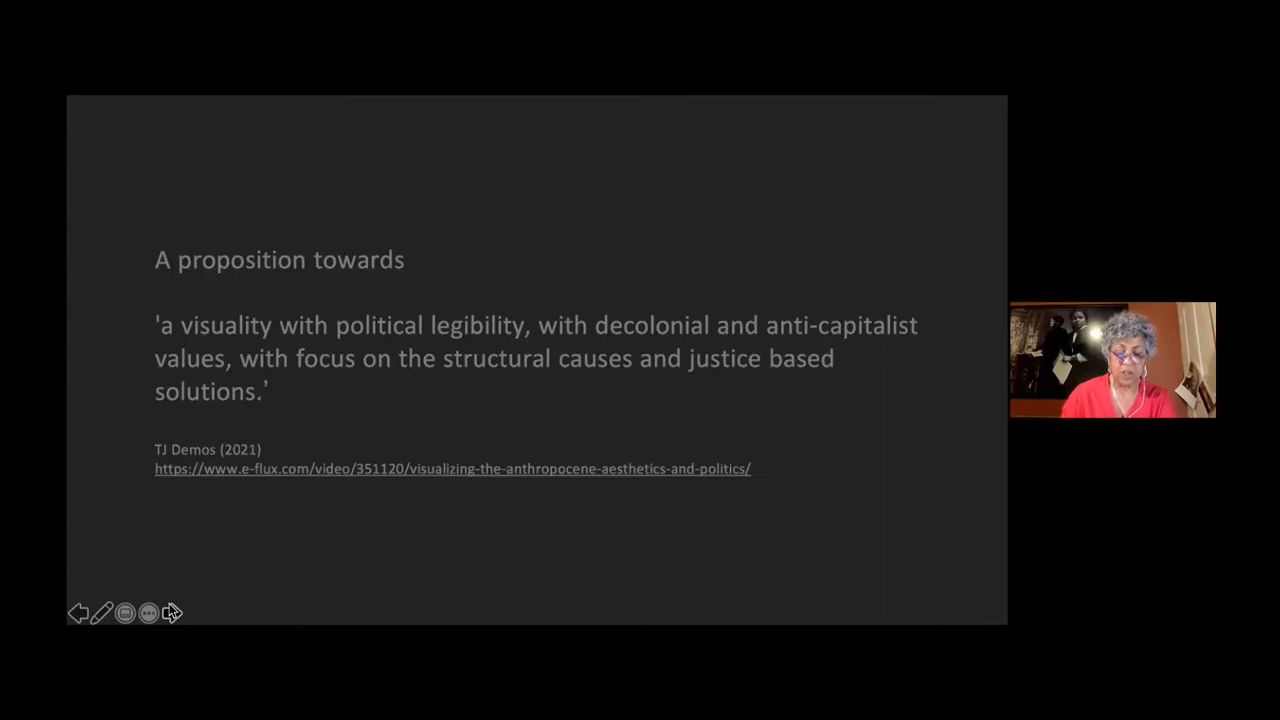 A proposition towards
'a visuality with political legibility, with decolonial and anti-capitalist
values, with focus on the structural causes and justice based
solutions.'
TJ Demos (2021)
https://www.e-flux.com/video/351120/visualizing-the-anthropocene-aesthetics-and-politics/